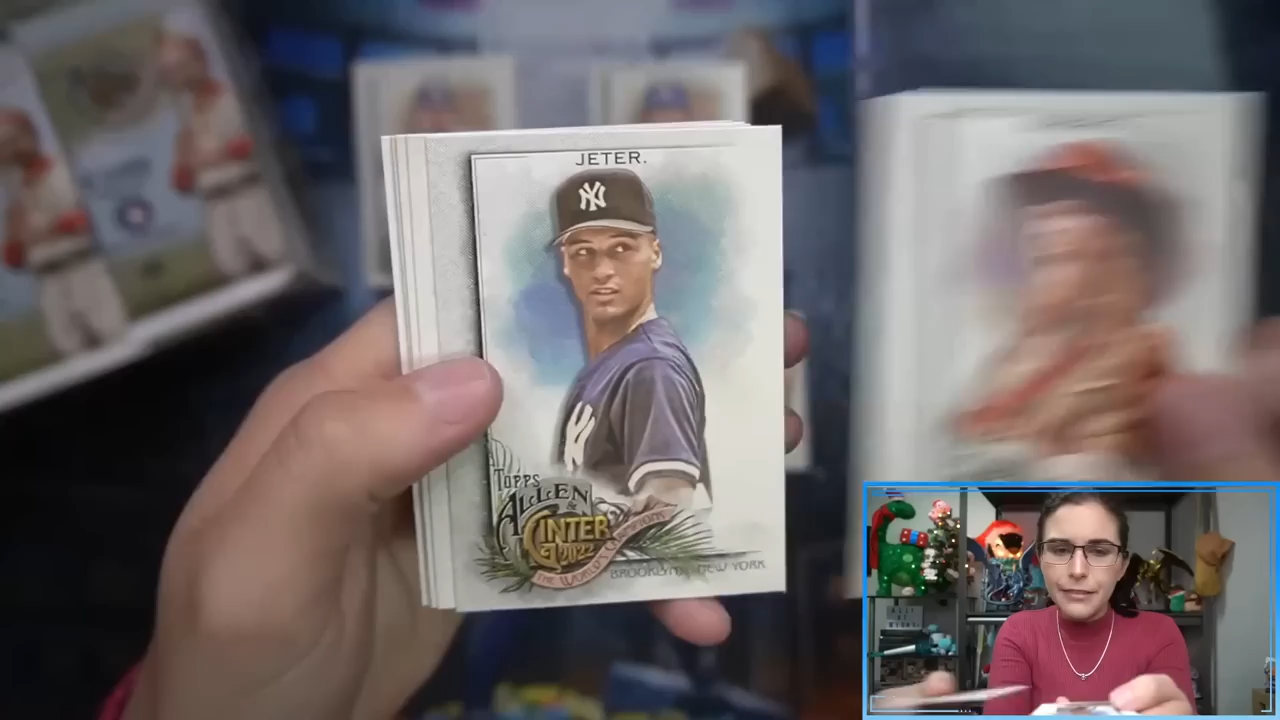 JETER.
NY
TOPPS
ALLEN
&
GINTER
2022
THE WORLD'S CHAMPIONS
BROOKLYN, NEW YORK